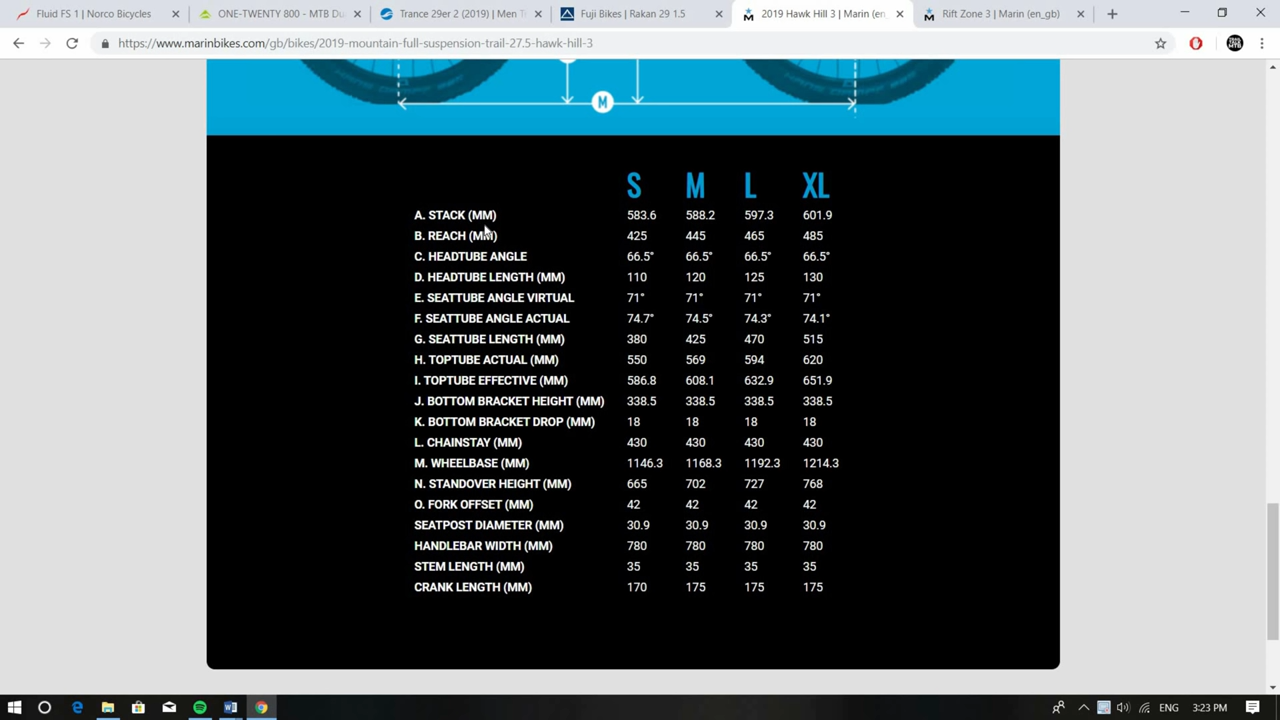 Fluid FS 1 | Norco Bicycles
ONE-TWENTY 800 - MTB Du
Trance 29er 2 (2019) | Men T
Fuji Bikes | Rakan 29 1.5
2019 Hawk Hill 3 | Marin (en_
Rift Zone 3 | Marin (en_gb)
https://www.marinbikes.com/gb/bikes/2019-mountain-full-suspension-trail-27.5-hawk-hill-3
M
S M L XL
A. STACK (MM) 583.6 588.2 597.3 601.9
B. REACH (MM) 425 445 465 485
C. HEADTUBE ANGLE 66.5° 66.5° 66.5° 66.5°
D. HEADTUBE LENGTH (MM) 110 120 125 130
E. SEATTUBE ANGLE VIRTUAL 71° 71° 71° 71°
F. SEATTUBE ANGLE ACTUAL 74.7° 74.5° 74.3° 74.1°
G. SEATTUBE LENGTH (MM) 380 425 470 515
H. TOPTUBE ACTUAL (MM) 550 569 594 620
I. TOPTUBE EFFECTIVE (MM) 586.8 608.1 632.9 651.9
J. BOTTOM BRACKET HEIGHT (MM) 338.5 338.5 338.5 338.5
K. BOTTOM BRACKET DROP (MM) 18 18 18 18
L. CHAINSTAY (MM) 430 430 430 430
M. WHEELBASE (MM) 1146.3 1168.3 1192.3 1214.3
N. STANDOVER HEIGHT (MM) 665 702 727 768
O. FORK OFFSET (MM) 42 42 42 42
SEATPOST DIAMETER (MM) 30.9 30.9 30.9 30.9
HANDLEBAR WIDTH (MM) 780 780 780 780
STEM LENGTH (MM) 35 35 35 35
CRANK LENGTH (MM) 170 175 175 175
ENG 3:23 PM